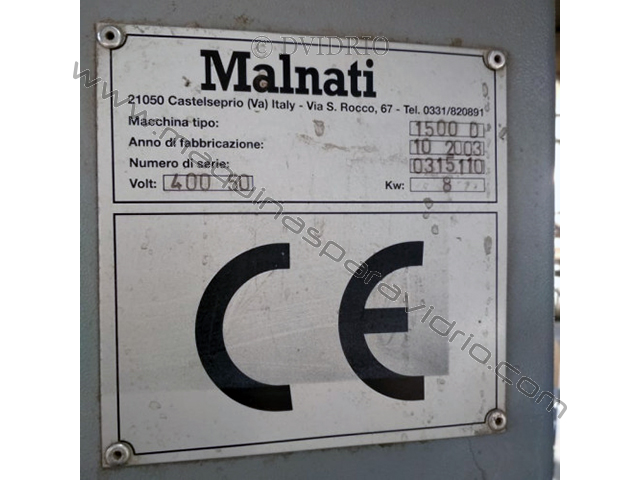 © DVIDRIO
Malnati
21050 Castelseprio (Va) Italy - Via S. Rocco, 67 - Tel. 0331/820891
Macchina tipo: 1500 0
Anno di fabbricazione: 10 2003
Numero di serie: 0315110
Volt: 400 50 Kw: 8
CE
www.maquinasparavidrio.com